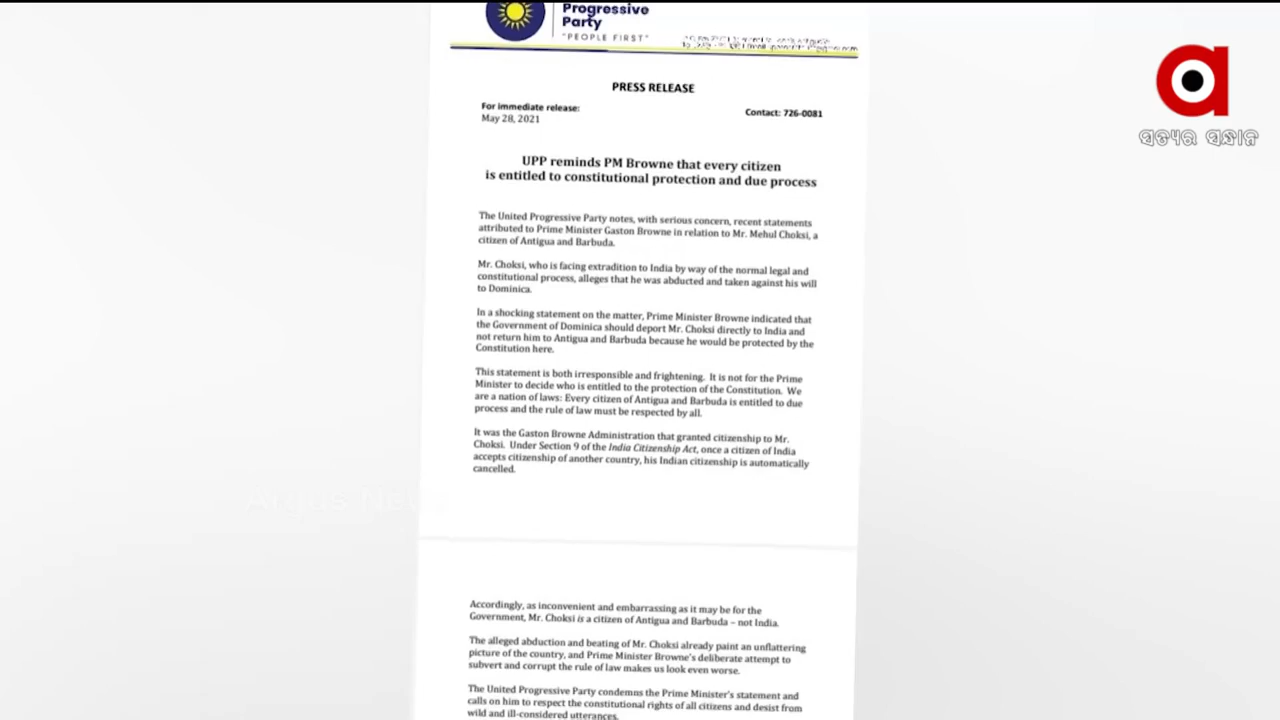 Progressive
Party
"PEOPLE FIRST"
ସତ୍ୟର ସନ୍ଧାନ
PRESS RELEASE
For immediate release:
May 28, 2021
Contact: 726-0081
UPP reminds PM Browne that every citizen
is entitled to constitutional protection and due process
The United Progressive Party notes, with serious concern, recent statements
attributed to Prime Minister Gaston Browne in relation to Mr. Mehul Choksi, a
citizen of Antigua and Barbuda.
Mr. Choksi, who is facing extradition to India by way of the normal legal and
constitutional process, alleges that he was abducted and taken against his will
to Dominica.
In a shocking statement on the matter, Prime Minister Browne indicated that
the Government of Dominica should deport Mr. Choksi directly to India and
not return him to Antigua and Barbuda because he would be protected by the
Constitution here.
This statement is both irresponsible and frightening. It is not for the Prime
Minister to decide who is entitled to the protection of the Constitution. We
are a nation of laws: Every citizen of Antigua and Barbuda is entitled to due
process and the rule of law must be respected by all.
It was the Gaston Browne Administration that granted citizenship to Mr.
Choksi. Under Section 9 of the India Citizenship Act, once a citizen of India
accepts citizenship of another country, his Indian citizenship is automatically
cancelled.
Argus News
Accordingly, as inconvenient and embarrassing as it may be for the
Government, Mr. Choksi is a citizen of Antigua and Barbuda – not India.
The alleged abduction and beating of Mr. Choksi already paint an unflattering
picture of the country, and Prime Minister Browne's deliberate attempt to
subvert and corrupt the rule of law makes us look even worse.
The United Progressive Party condemns the Prime Minister's statement and
calls on him to respect the constitutional rights of all citizens and desist from
wild and ill-considered utterances.